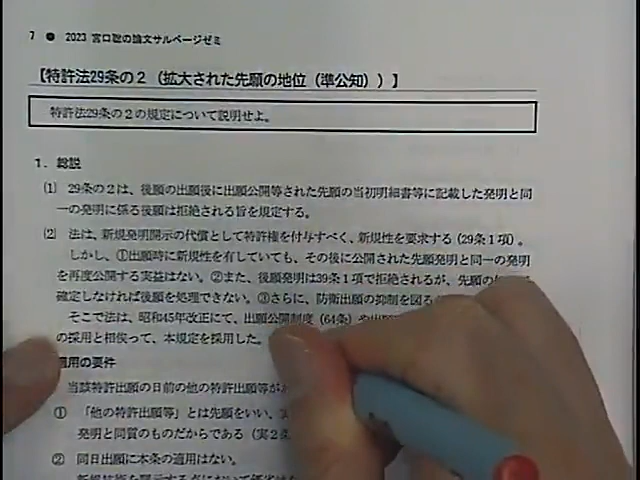 7 ● 2023 宮口聡の論文サルベージゼミ
【特許法29条の2（拡大された先願の地位（準公知））】
特許法29条の2の規定について説明せよ。
1．総説
(1) 29条の2は、後願の出願後に出願公開等された先願の当初明細書等に記載した発明と同
一の発明に係る後願は拒絶される旨を規定する。
(2) 法は、新規発明開示の代償として特許権を付与すべく、新規性を要求する（29条1項）。
しかし、①出願時に新規性を有していても、その後に公開された先願発明と同一の発明
を再度公開する実益はない。②また、後願発明は39条1項で拒絶されるが、先願の
確定しなければ後願を処理できない。③さらに、防衛出願の抑制を図る
そこで法は、昭和45年改正にて、出願公開制度（64条）や出
の採用と相俟って、本規定を採用した。
適用の要件
当該特許出願の日前の他の特許出願等が
① 「他の特許出願等」とは先願をいい、
発明と同質のものだからである（実2条
② 同日出願に本条の適用はない。